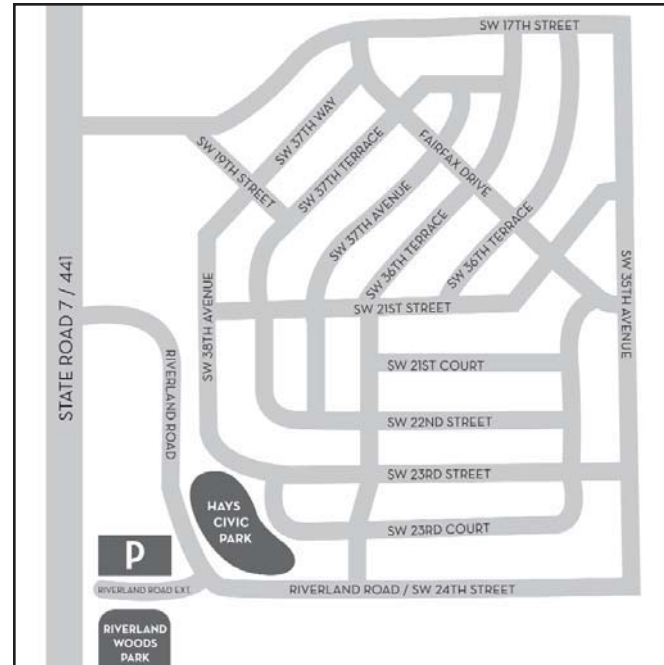 SW 17TH STREET
SW 37TH WAY
SW 19TH STREET
SW 37TH TERRACE
FAIRFAX DRIVE
SW 37TH AVENUE
SW 36TH TERRACE
SW 36TH TERRACE
STATE ROAD 7 / 441
SW 38TH AVENUE
SW 21ST STREET
SW 35TH AVENUE
RIVERLAND ROAD
SW 21ST COURT
SW 22ND STREET
SW 23RD STREET
HAYS
CIVIC
PARK
SW 23RD COURT
P
RIVERLAND ROAD EXT.
RIVERLAND ROAD / SW 24TH STREET
RIVERLAND
WOODS
PARK